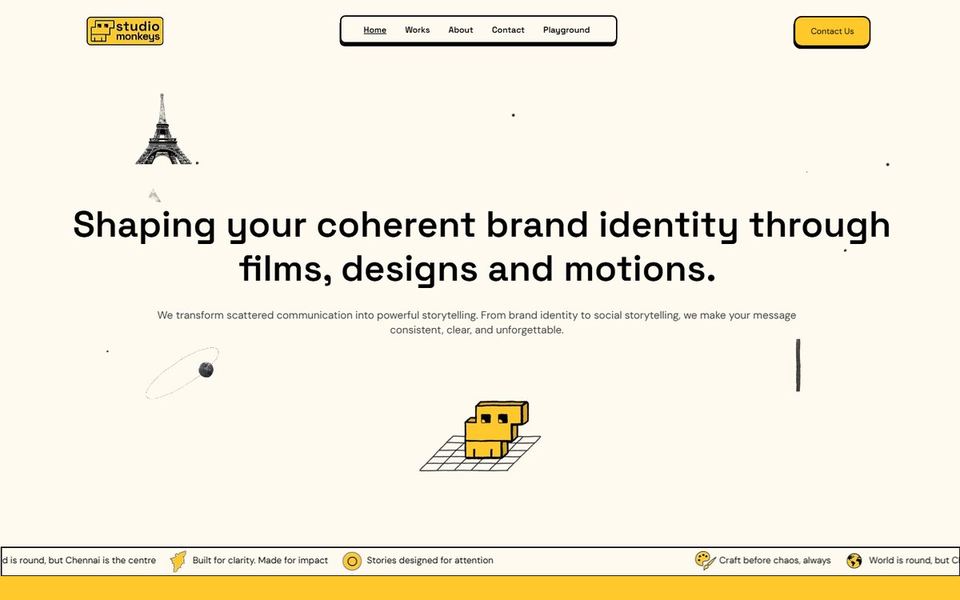 studio
monkeys
Home Works About Contact Playground
Contact Us
Shaping your coherent brand identity through
films, designs and motions.
We transform scattered communication into powerful storytelling. From brand identity to social storytelling, we make your message
consistent, clear, and unforgettable.
d is round, but Chennai is the centre Built for clarity. Made for impact Stories designed for attention Craft before chaos, always World is round, but C